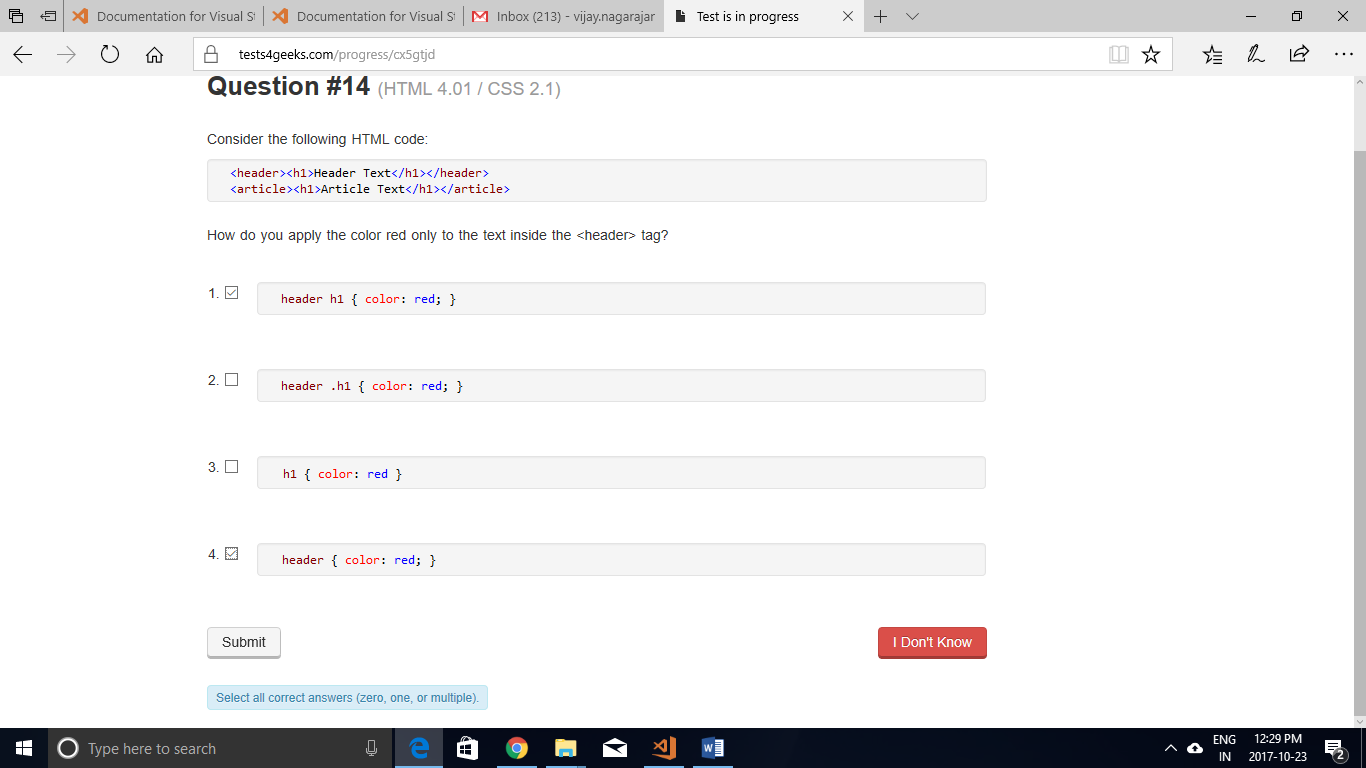 Documentation for Visual St
Documentation for Visual St
Inbox (213) - vijay.nagarajar
Test is in progress
tests4geeks.com/progress/cx5gtjd
Question #14 (HTML 4.01 / CSS 2.1)
Consider the following HTML code:
<header><h1>Header Text</h1></header>
<article><h1>Article Text</h1></article>
How do you apply the color red only to the text inside the <header> tag?
1. header h1 { color: red; }
2. header .h1 { color: red; }
3. h1 { color: red }
4. header { color: red; }
Submit
I Don't Know
Select all correct answers (zero, one, or multiple).
Type here to search
ENG
IN
12:29 PM
2017-10-23
2